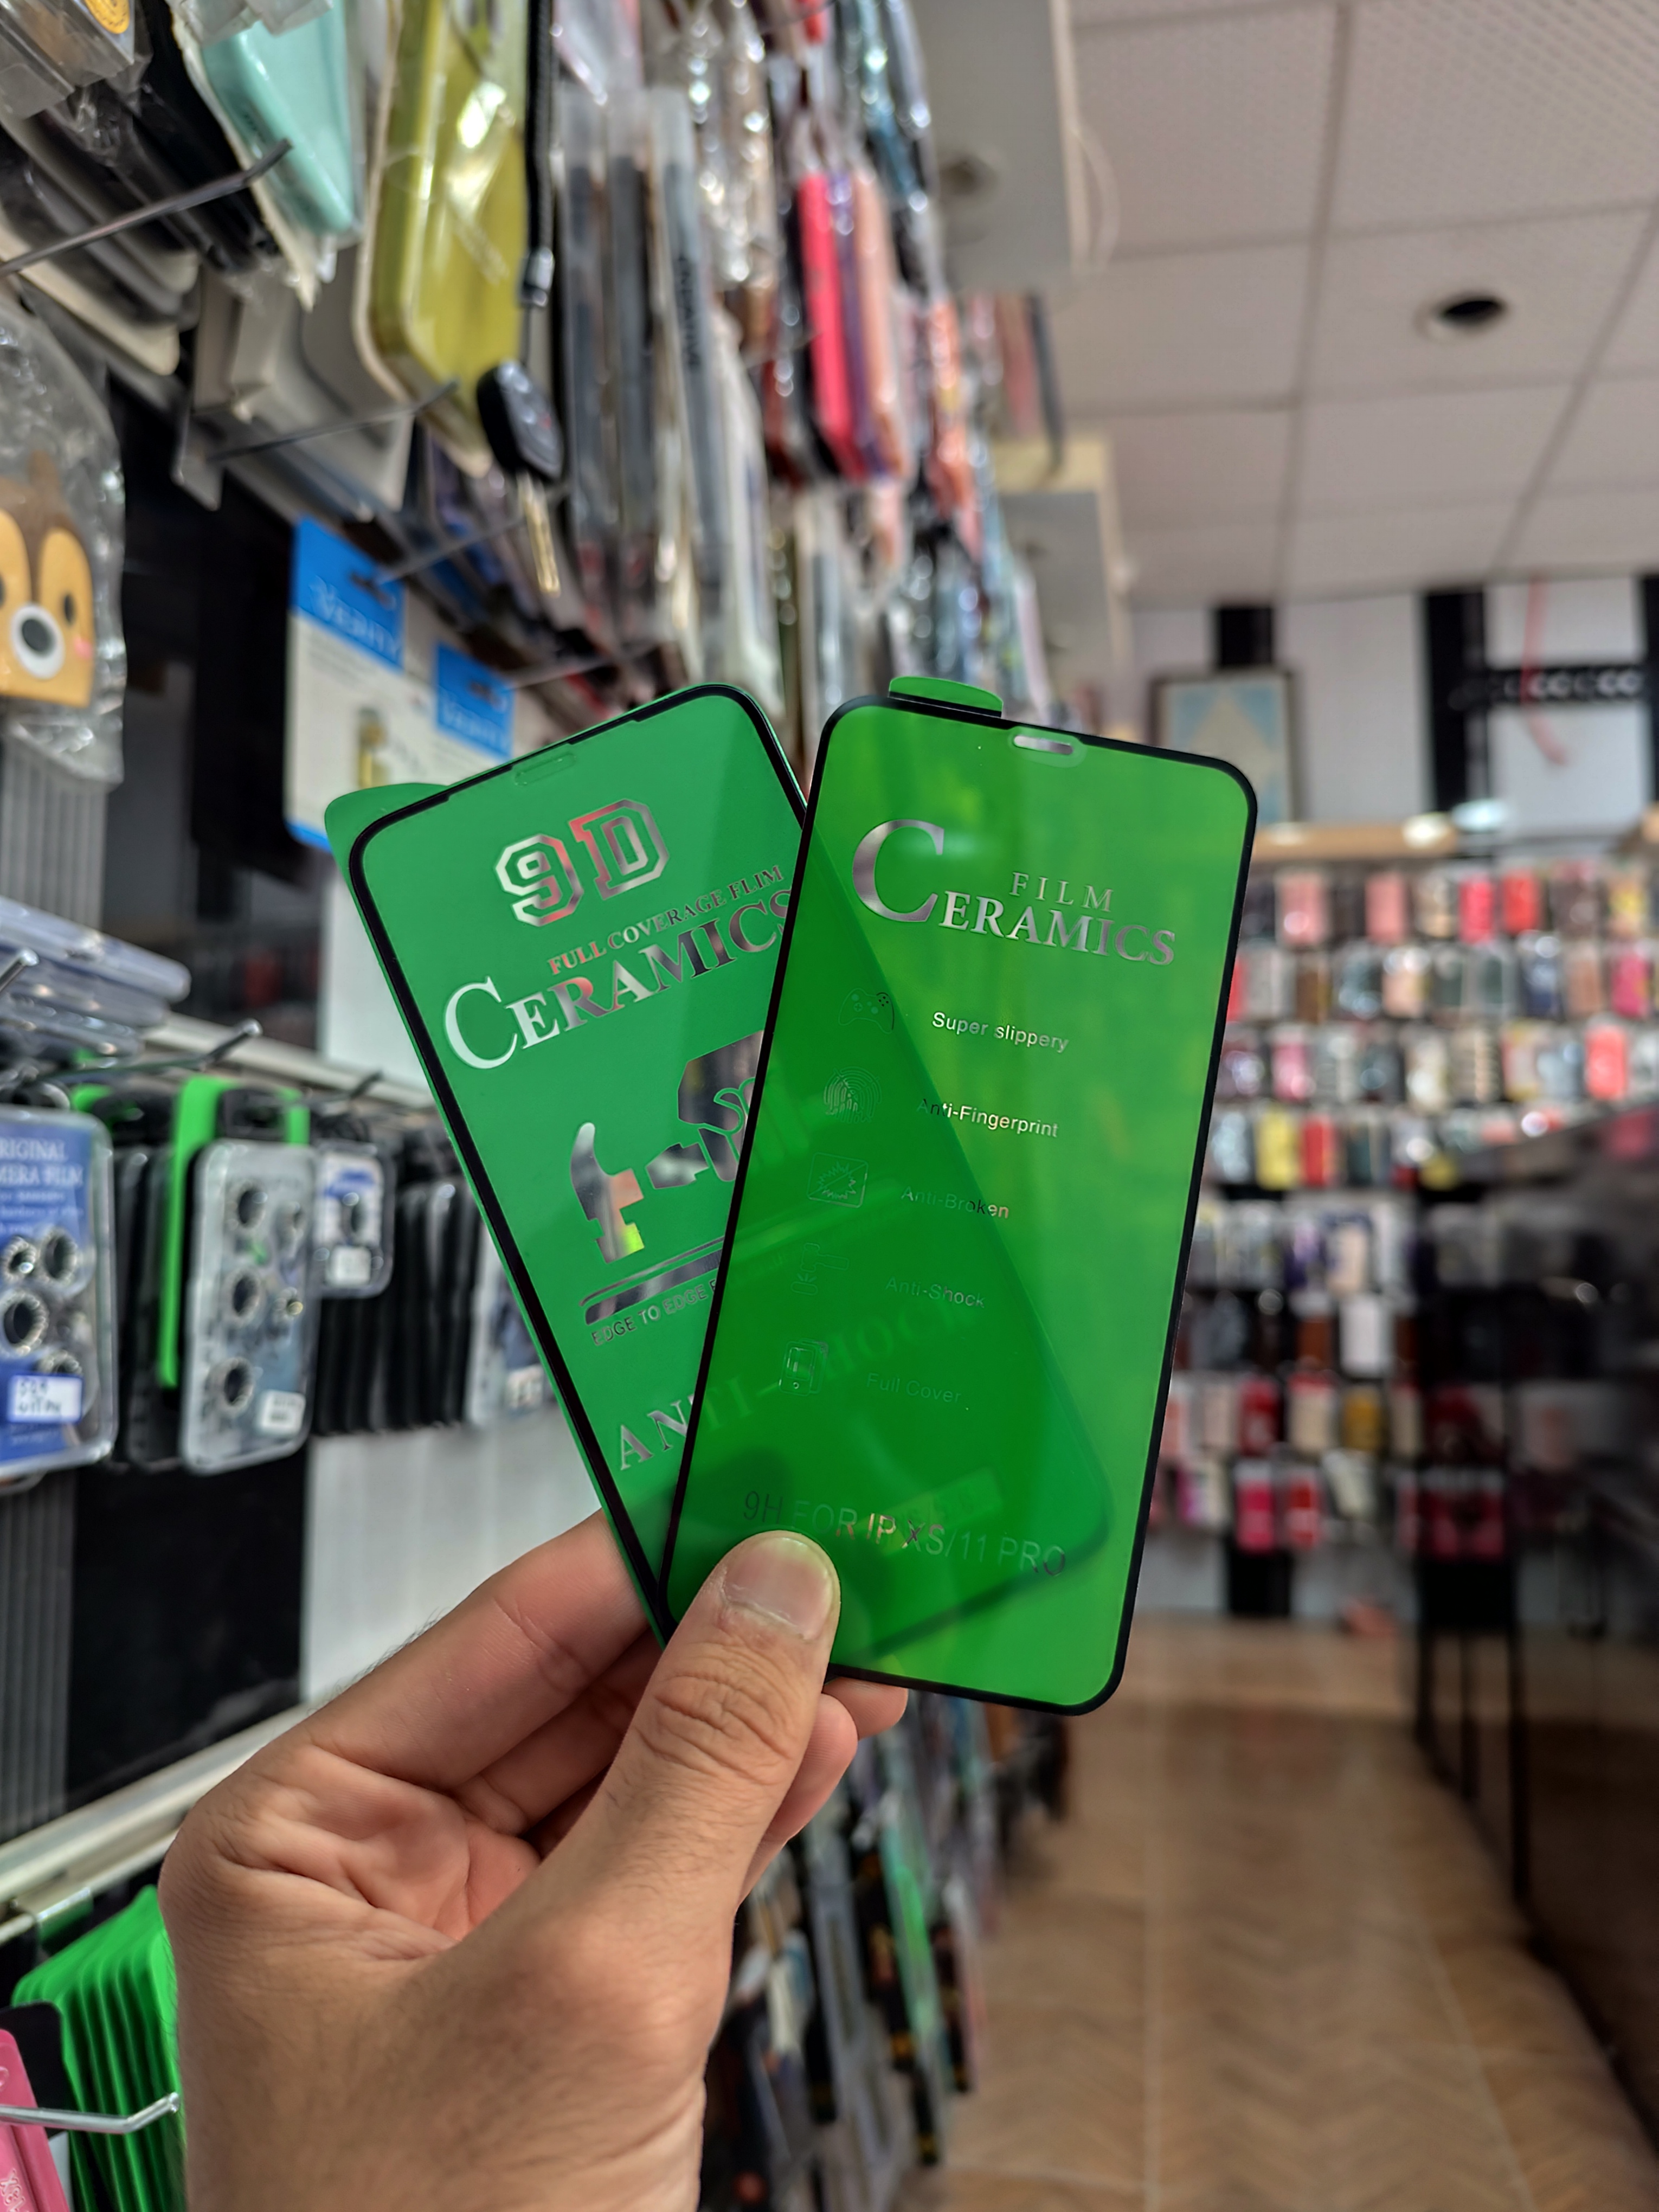 9D
FULL COVERAGE FLIM
CERAMICS
EDGE TO EDGE
ANTI-SHOCK
FILM
CERAMICS
Super slippery
Anti-Fingerprint
Anti-Broken
Anti-Shock
Full Cover
9H FOR IP XS/11 PRO